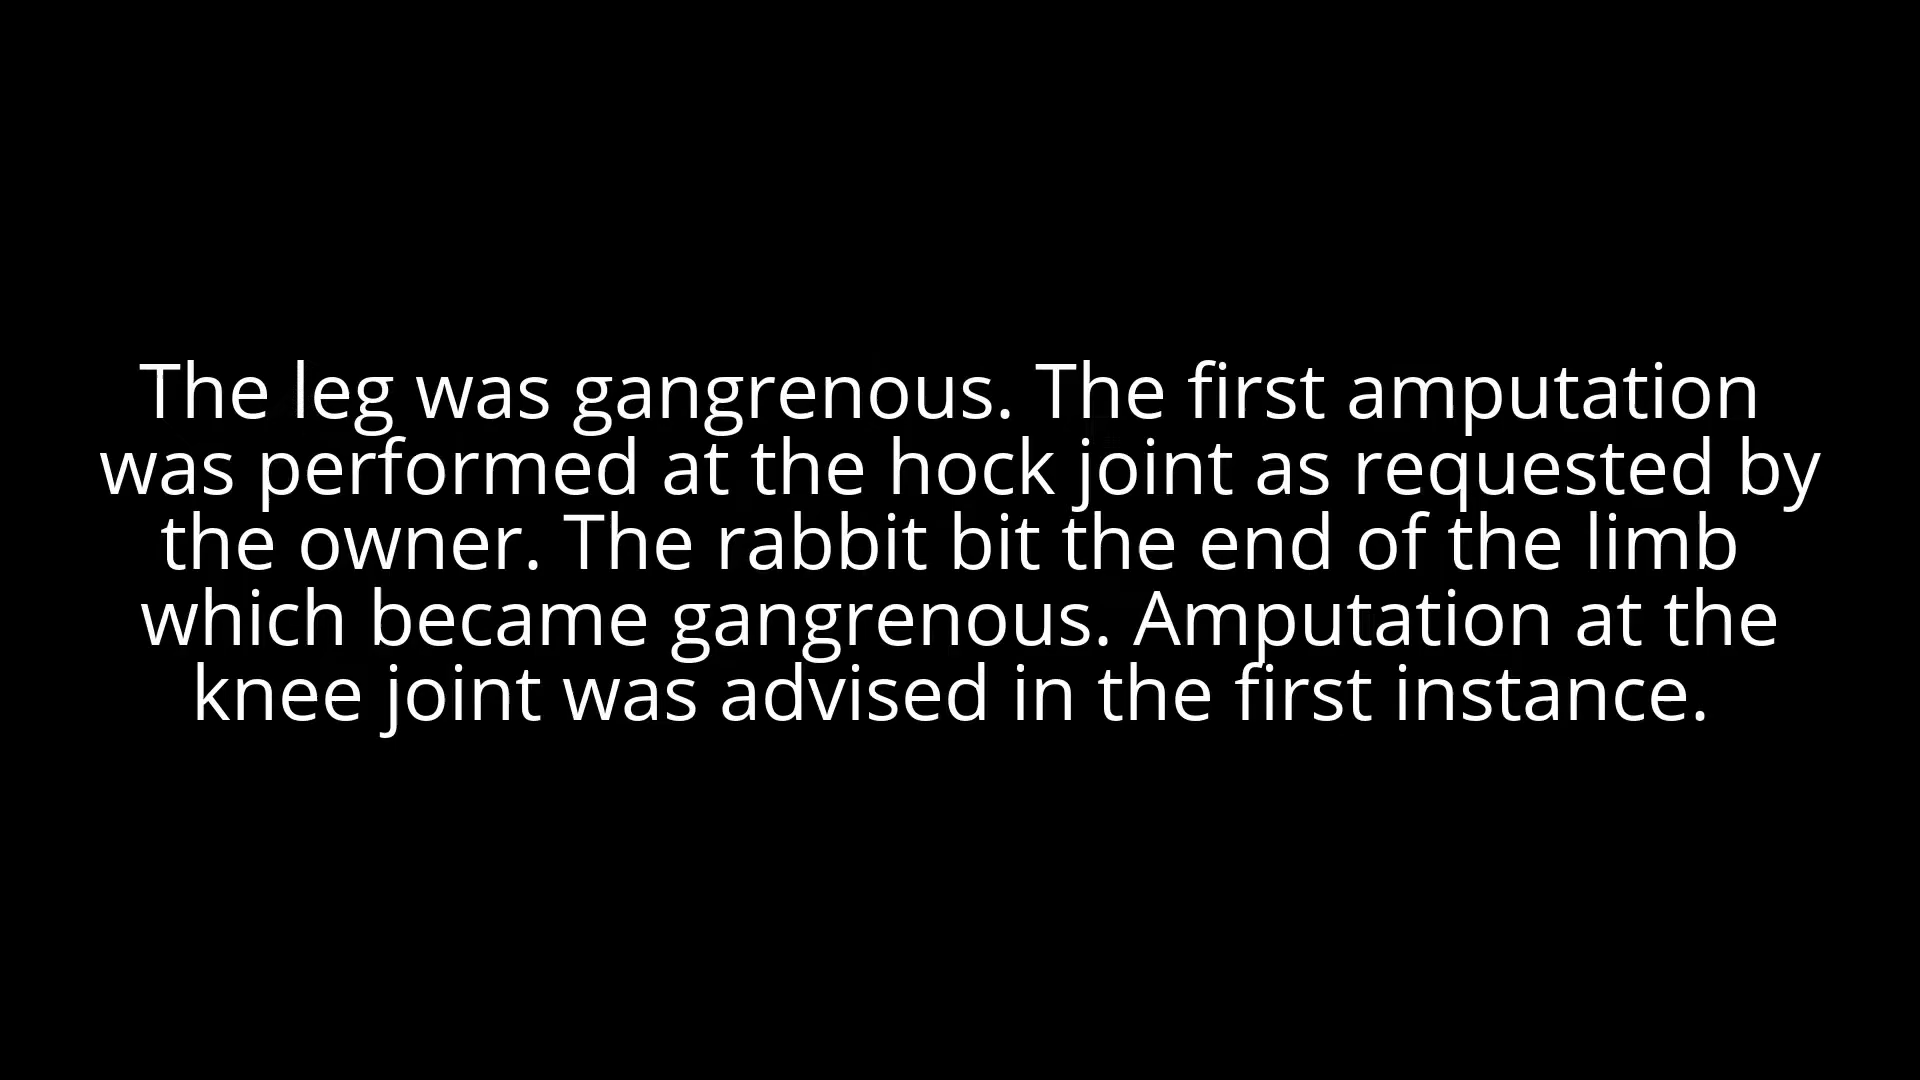 The leg was gangrenous. The first amputation
was performed at the hock joint as requested by
the owner. The rabbit bit the end of the limb
which became gangrenous. Amputation at the
knee joint was advised in the first instance.